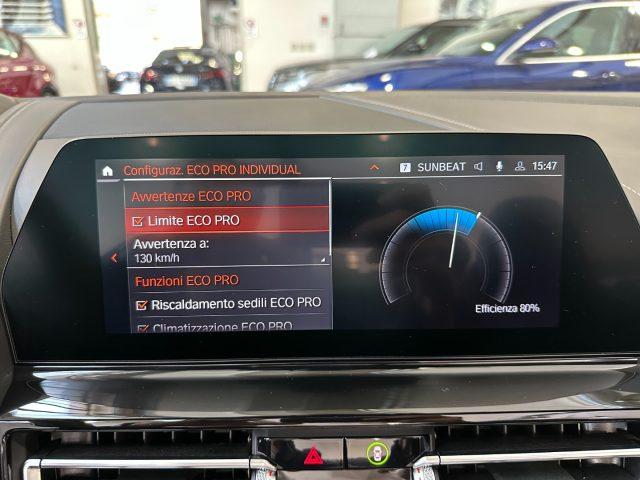 Configuraz. ECO PRO INDIVIDUAL
7 SUNBEAT 15:47
Avvertenze ECO PRO
Limite ECO PRO
Avvertenza a:
130 km/h
Funzioni ECO PRO
Riscaldamento sedili ECO PRO
Climatizzazione ECO PRO
Efficienza 80%